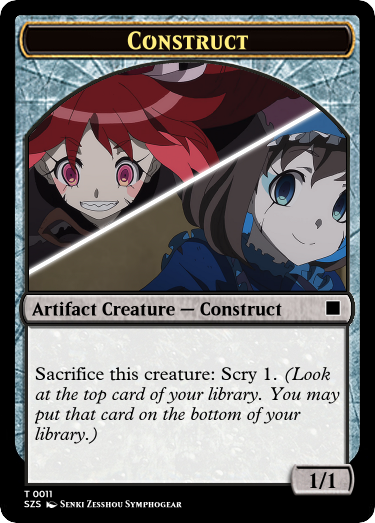 Construct
Artifact Creature — Construct
Sacrifice this creature: Scry 1. (Look
at the top card of your library. You may
put that card on the bottom of your
library.)
1/1
T 0011
SZS Senki Zesshou Symphogear